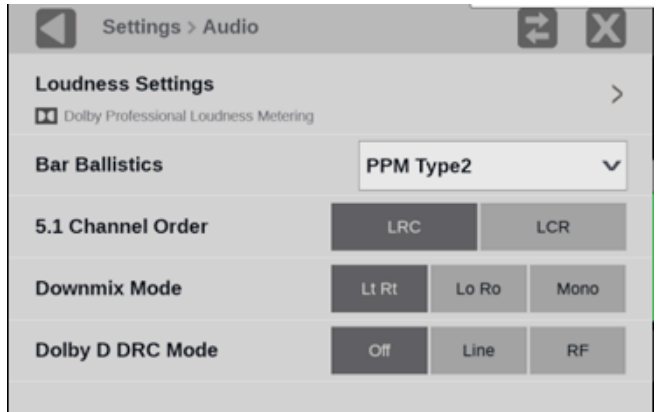 Settings > Audio
Loudness Settings >
Dolby Professional Loudness Metering
Bar Ballistics PPM Type2
5.1 Channel Order LRC LCR
Downmix Mode Lt Rt Lo Ro Mono
Dolby D DRC Mode Off Line RF